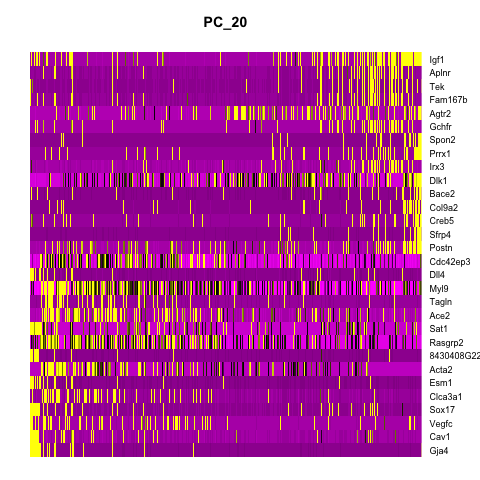 PC_20
Igf1
Aplnr
Tek
Fam167b
Agtr2
Gchfr
Spon2
Prrx1
Irx3
Dlk1
Bace2
Col9a2
Creb5
Sfrp4
Postn
Cdc42ep3
Dll4
Myl9
Tagln
Ace2
Sat1
Rasgrp2
8430408G22
Acta2
Esm1
Clca3a1
Sox17
Vegfc
Cav1
Gja4